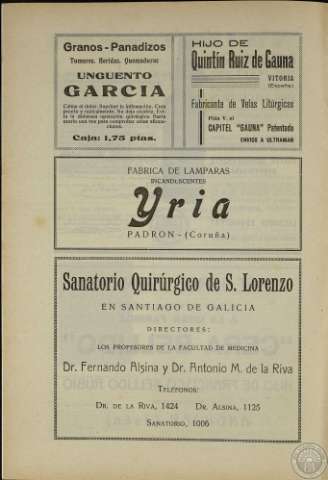 Granos - Panadizos
Tumores. Heridas. Quemaduras
UNGUENTO
GARCIA
Caja: 1,75 ptas.
HIJO DE
Quintín Ruiz de Gauna
VITORIA
(España)
Fabricante de Velas Litúrgicas
Pida V. el
CAPITEL "GAUNA" Patentado
ENVIOS A ULTRAMAR
FABRICA DE LAMPARAS
INCANDESCENTES
Yria
PADRON - (Coruña)
Sanatorio Quirúrgico de S. Lorenzo
EN SANTIAGO DE GALICIA
DIRECTORES:
LOS PROFESORES DE LA FACULTAD DE MEDICINA
Dr. Fernando Alsina y Dr. Antonio M. de la Riva
TELÉFONOS:
DR. DE LA RIVA, 1424 DR. ALSINA, 1125
SANATORIO, 1006